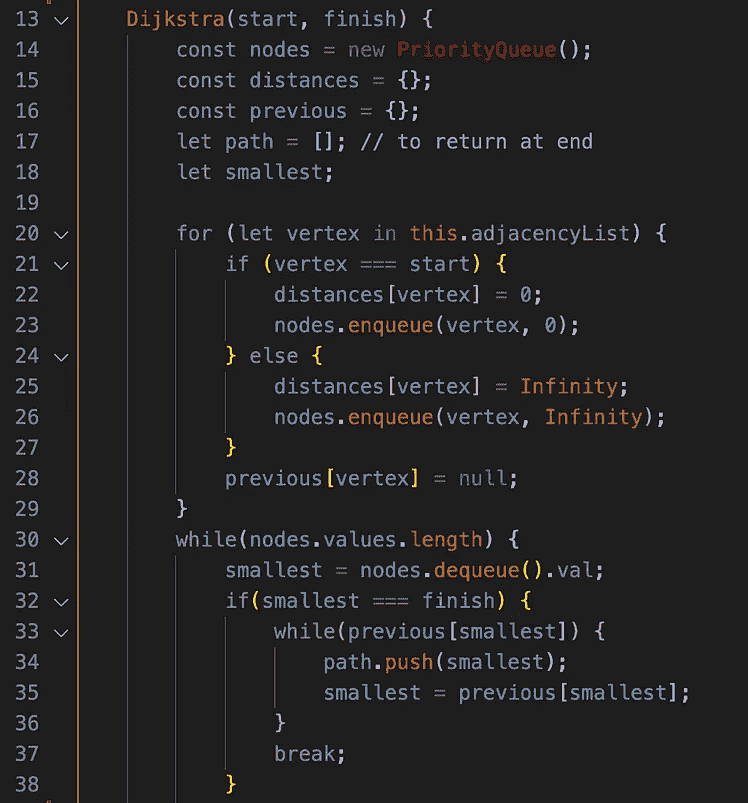 13 Dijkstra(start, finish) {
14 const nodes = new PriorityQueue();
15 const distances = {};
16 const previous = {};
17 let path = []; // to return at end
18 let smallest;
19
20 for (let vertex in this.adjacencyList) {
21 if (vertex === start) {
22 distances[vertex] = 0;
23 nodes.enqueue(vertex, 0);
24 } else {
25 distances[vertex] = Infinity;
26 nodes.enqueue(vertex, Infinity);
27 }
28 previous[vertex] = null;
29 }
30 while(nodes.values.length) {
31 smallest = nodes.dequeue().val;
32 if(smallest === finish) {
33 while(previous[smallest]) {
34 path.push(smallest);
35 smallest = previous[smallest];
36 }
37 break;
38 }